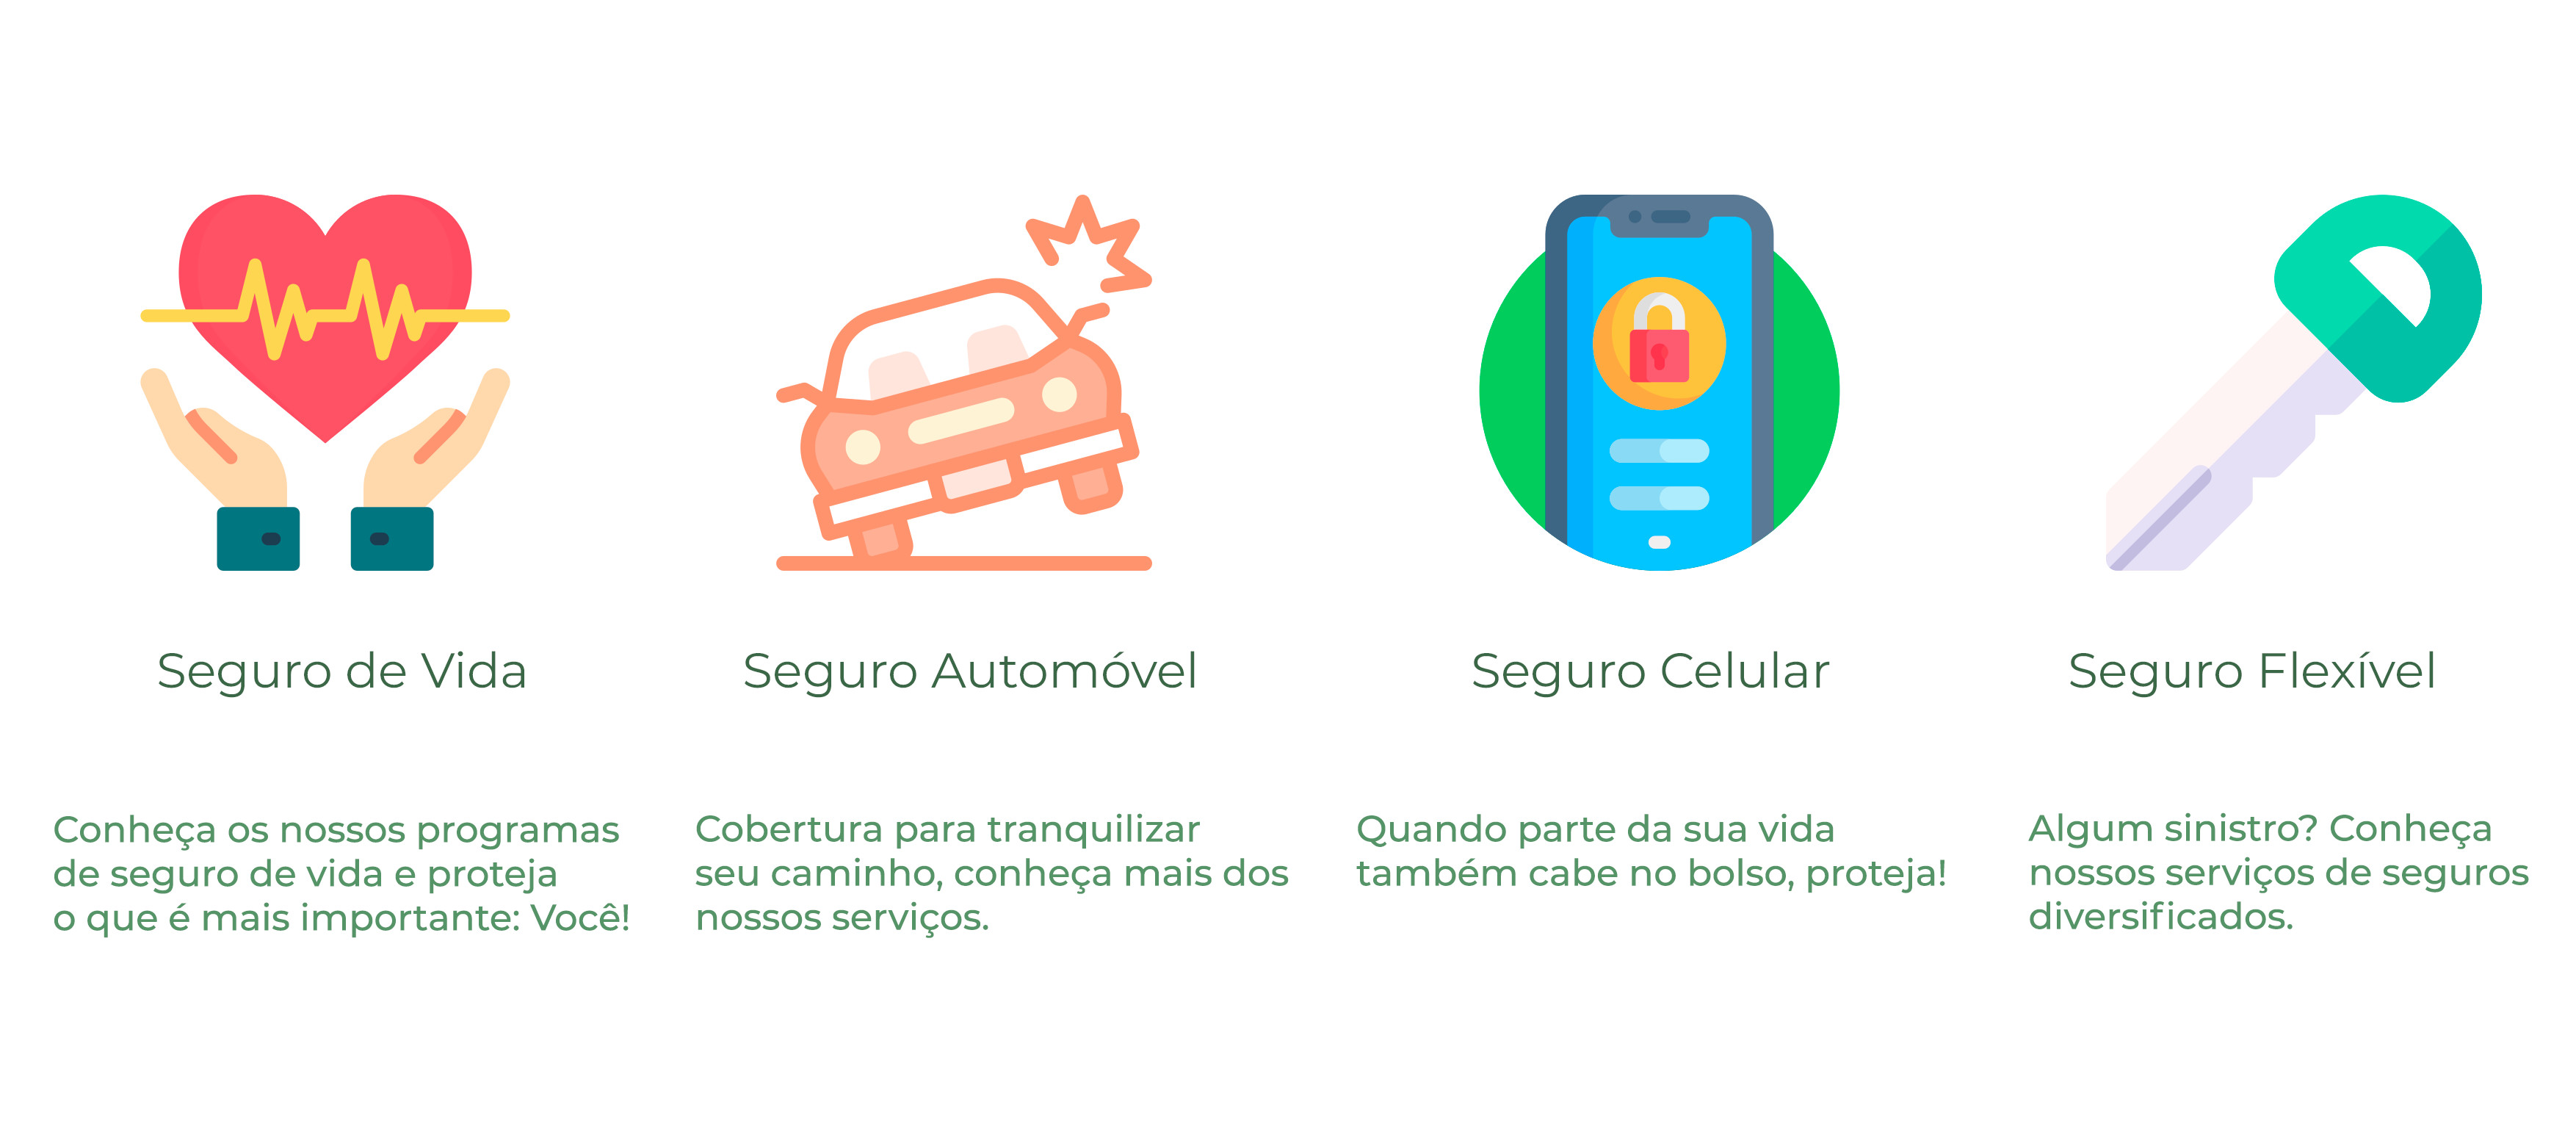 Seguro de Vida
Conheça os nossos programas
de seguro de vida e proteja
o que é mais importante: Você!
Seguro Automóvel
Cobertura para tranquilizar
seu caminho, conheça mais dos
nossos serviços.
Seguro Celular
Quando parte da sua vida
também cabe no bolso, proteja!
Seguro Flexível
Algum sinistro? Conheça
nossos serviços de seguros
diversificados.